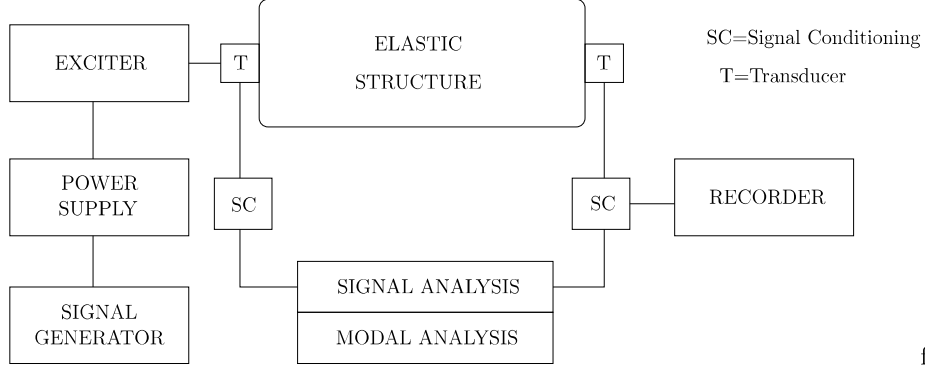 EXCITER
T
ELASTIC
STRUCTURE
T
SC=Signal Conditioning
T=Transducer
POWER
SUPPLY
SC
SC
RECORDER
SIGNAL
GENERATOR
SIGNAL ANALYSIS
MODAL ANALYSIS